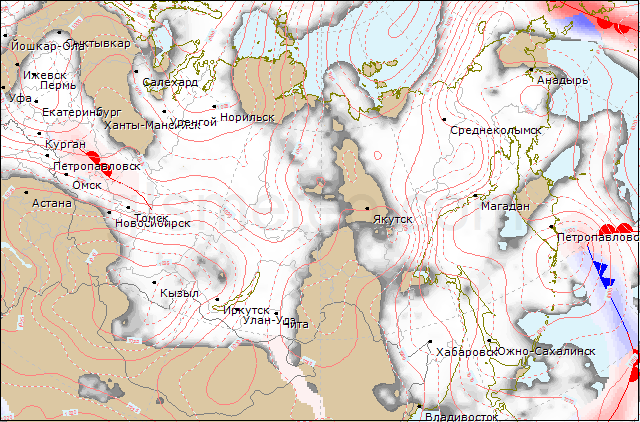 Йошкар-Ола
Сыктывкар
Ижевск
Пермь
Уфа
Екатеринбург
Салехард
Ханты-Мансийск
Уренгой
Норильск
Курган
Петропавловск
Омск
Астана
Томск
Новосибирск
Кызыл
Иркутск
Улан-Удэ
Чита
Якутск
Среднеколымск
Анадырь
Магадан
Петропавловс
Хабаровск
Южно-Сахалинск
Владивосток